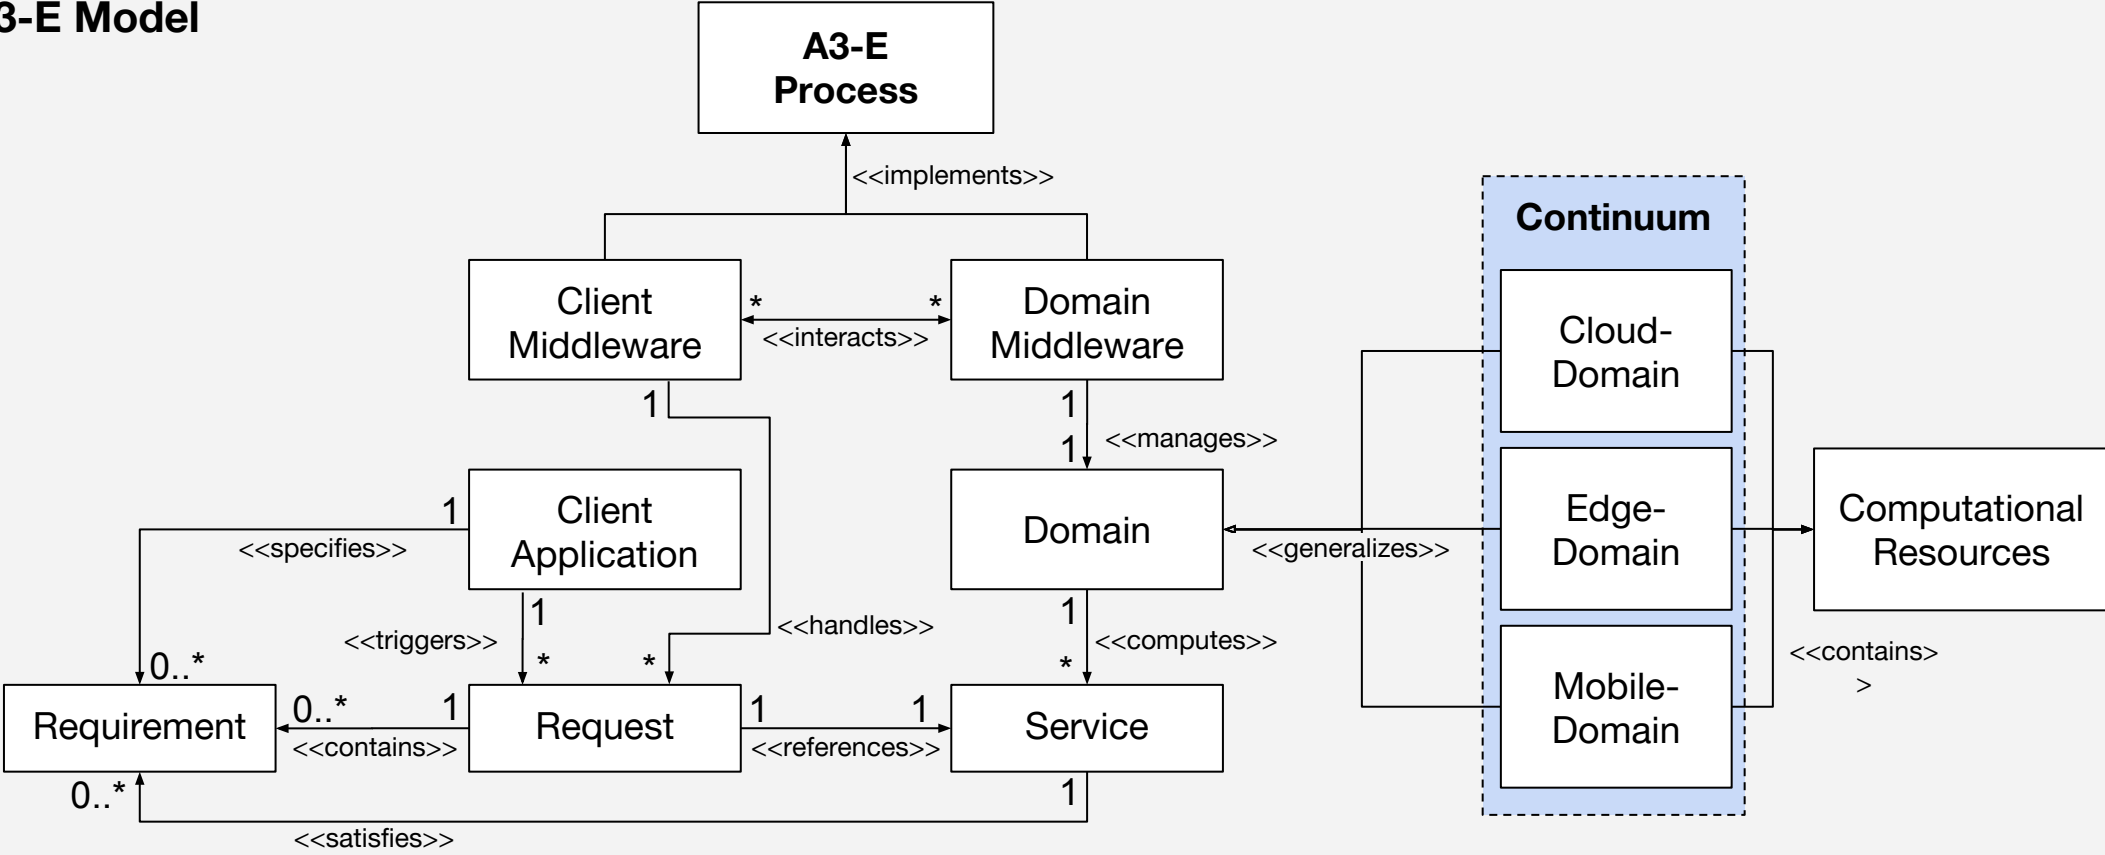 3-E Model
A3-E
Process
<<implements>>
Continuum
Client
Middleware
*
*
<<interacts>>
Domain
Middleware
Cloud-
Domain
1
1
1
<<manages>>
1
Client
Application
<<specifies>>
Domain
<<generalizes>>
Edge-
Domain
Computational
Resources
1
<<triggers>>
*
<<handles>>
*
1
<<computes>>
*
<<contains>
>
0..*
Requirement
0..*
1
<<contains>>
Request
1
1
<<references>>
Service
Mobile-
Domain
0..*
1
<<satisfies>>